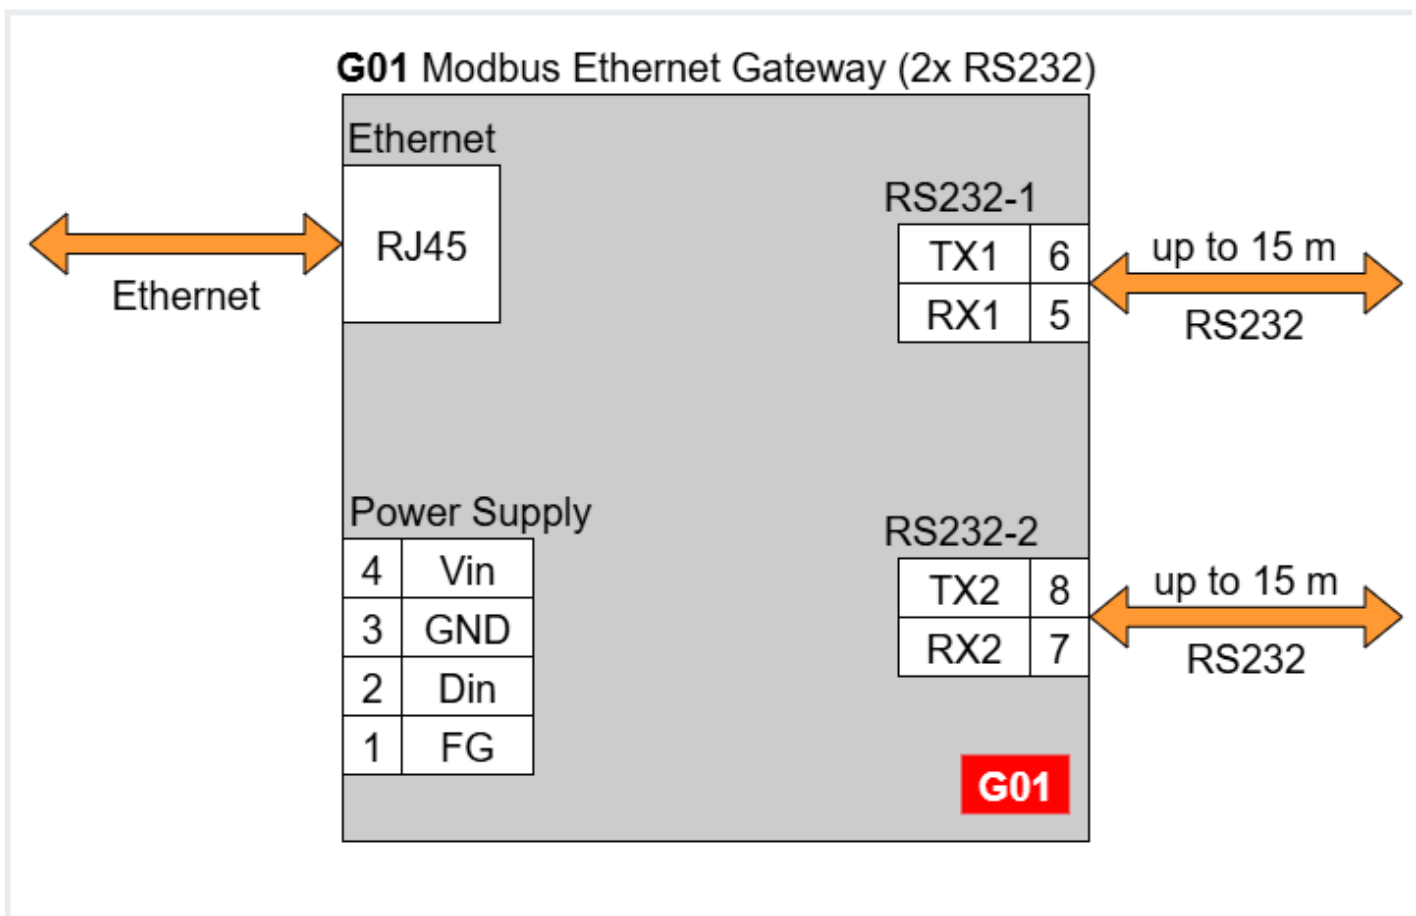 G01 Modbus Ethernet Gateway (2x RS232)
Ethernet
RJ45
Ethernet
RS232-1
TX1 6
RX1 5
up to 15 m
RS232
Power Supply
4 Vin
3 GND
2 Din
1 FG
RS232-2
TX2 8
RX2 7
up to 15 m
RS232
G01